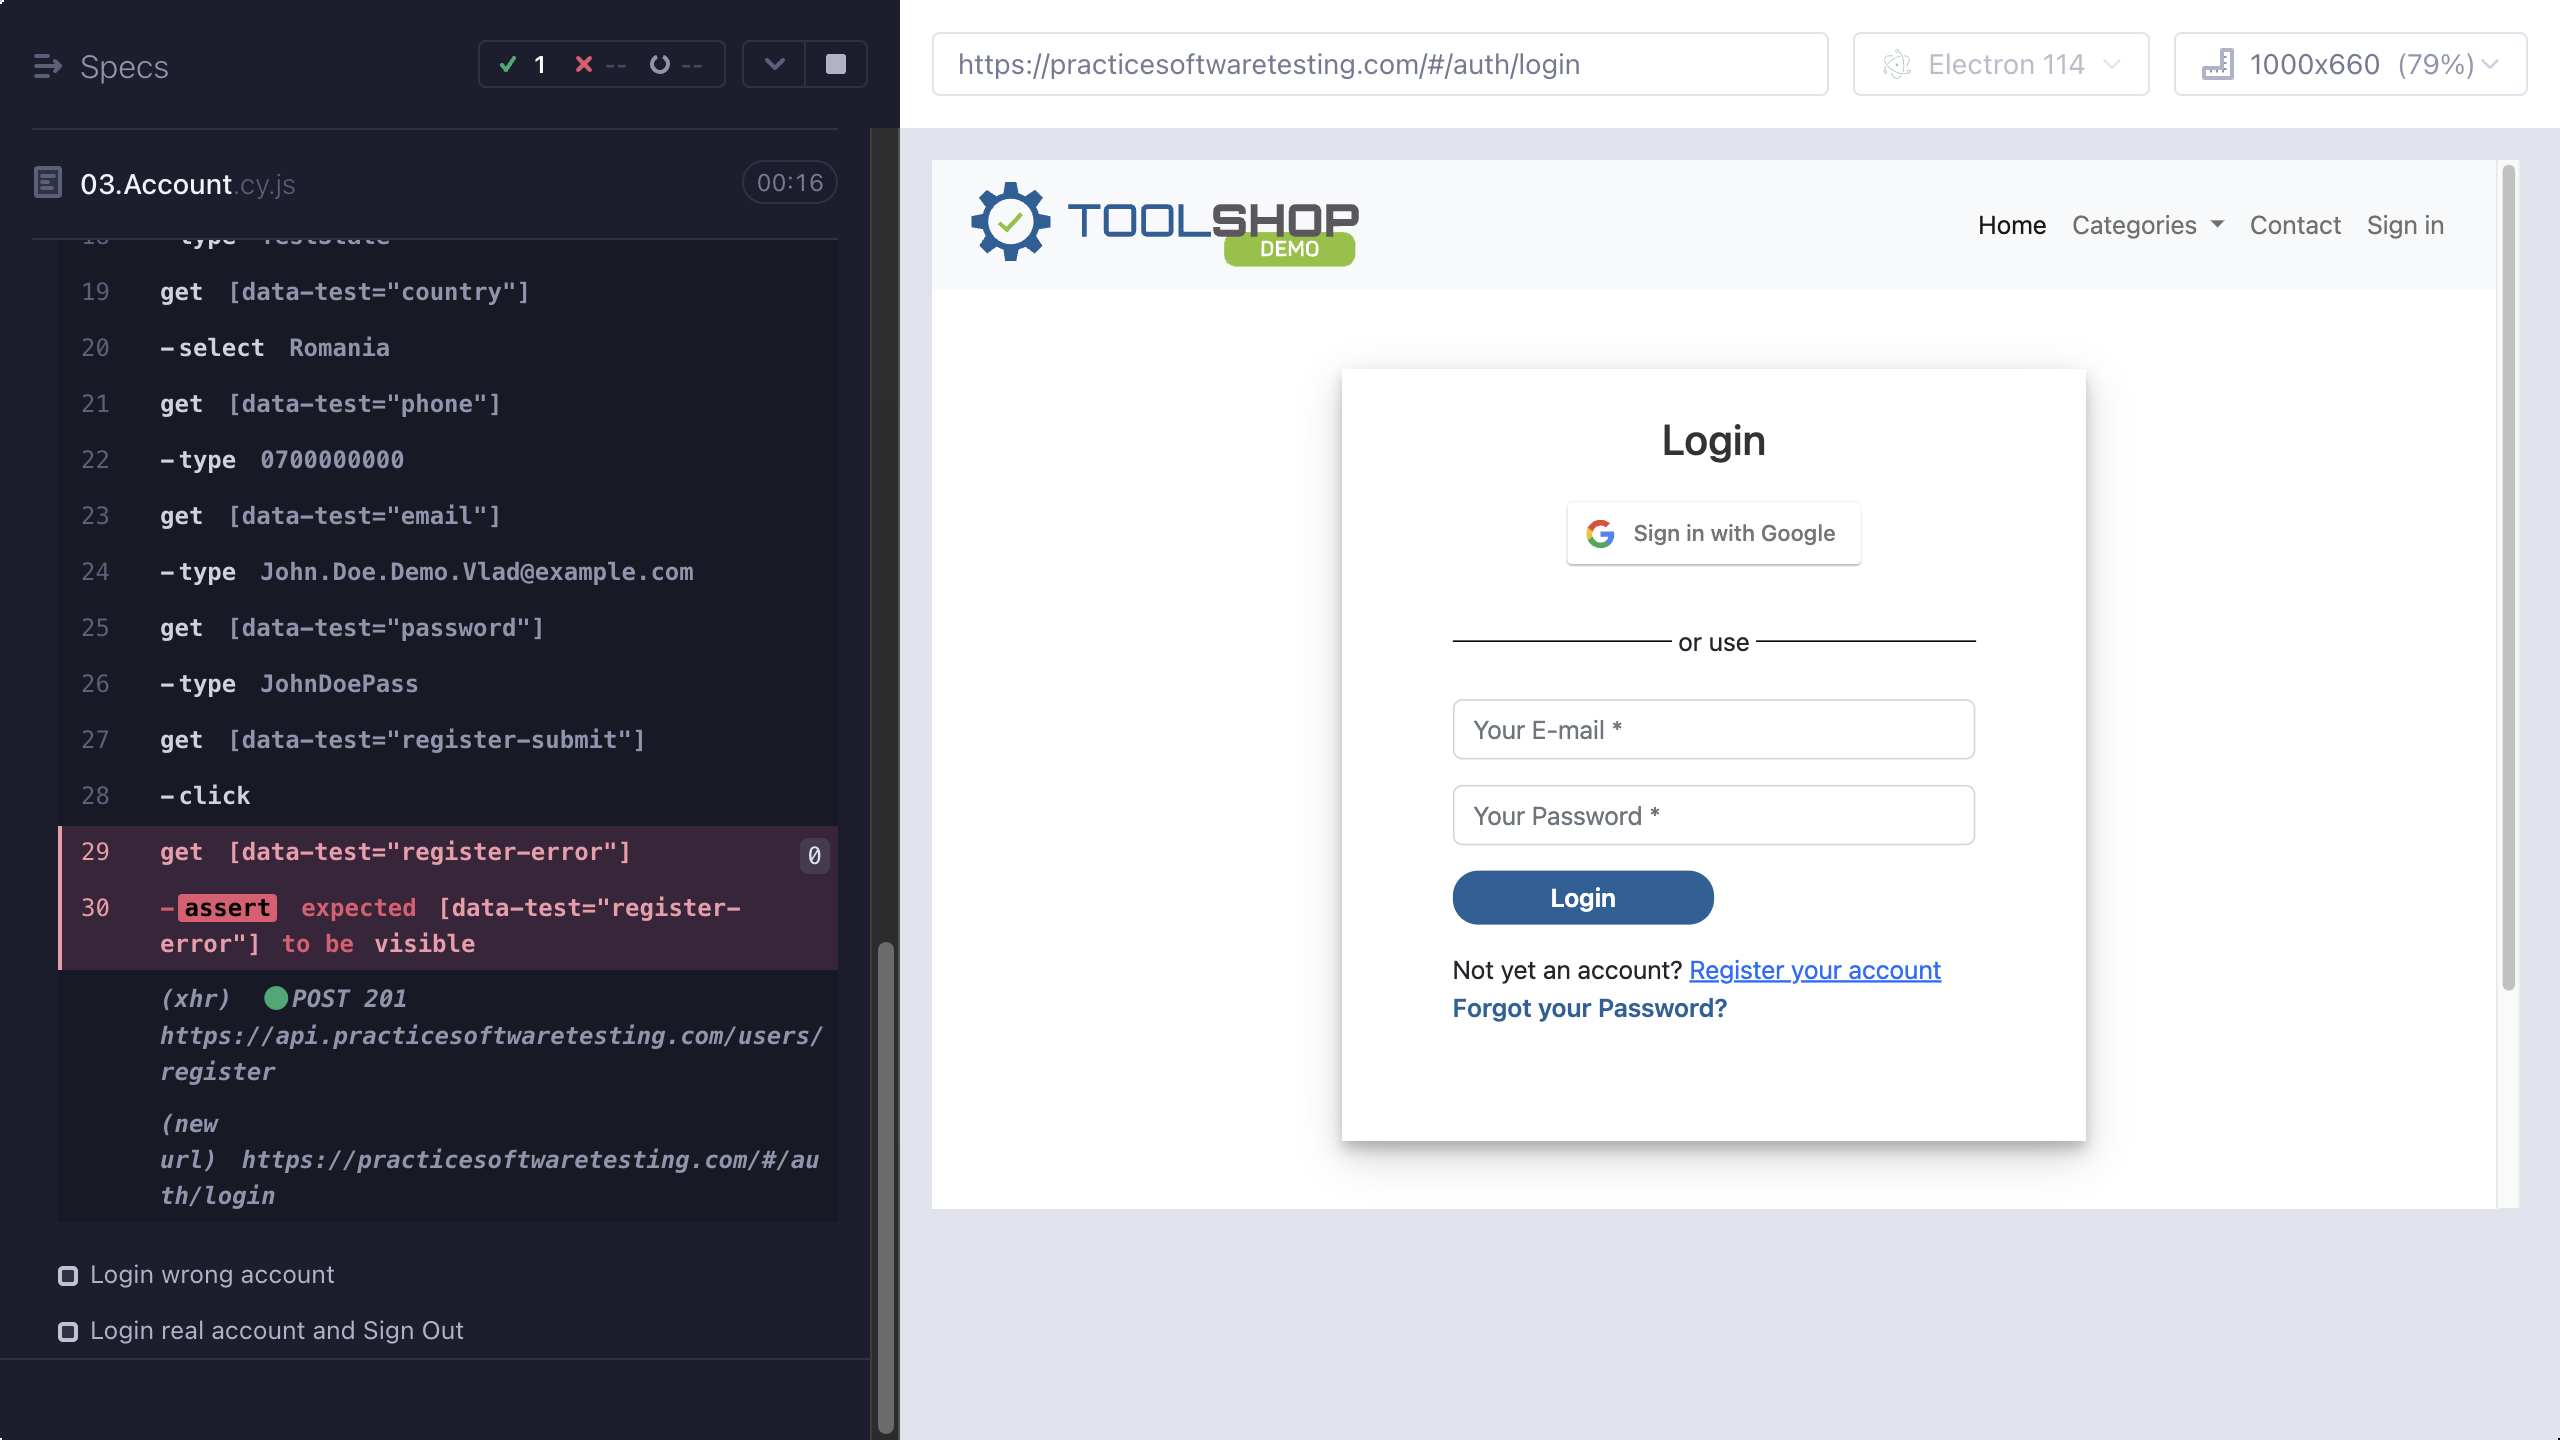 Specs
1 -- --
03.Account.cy.js
00:16
19 get [data-test="country"]
20 -select Romania
21 get [data-test="phone"]
22 -type 0700000000
23 get [data-test="email"]
24 -type John.Doe.Demo.Vlad@example.com
25 get [data-test="password"]
26 -type JohnDoePass
27 get [data-test="register-submit"]
28 -click
29 get [data-test="register-error"] 0
30 -assert expected [data-test="register-
error"] to be visible
(xhr) POST 201
https://api.practicesoftwaretesting.com/users/
register
(new
url) https://practicesoftwaretesting.com/#/au
th/login
Login wrong account
Login real account and Sign Out
https://practicesoftwaretesting.com/#/auth/login
Electron 114
1000x660 (79%)
TOOLSHOP
DEMO
Home Categories Contact Sign in
Login
Sign in with Google
or use
Your E-mail *
Your Password *
Login
Not yet an account? Register your account
Forgot your Password?